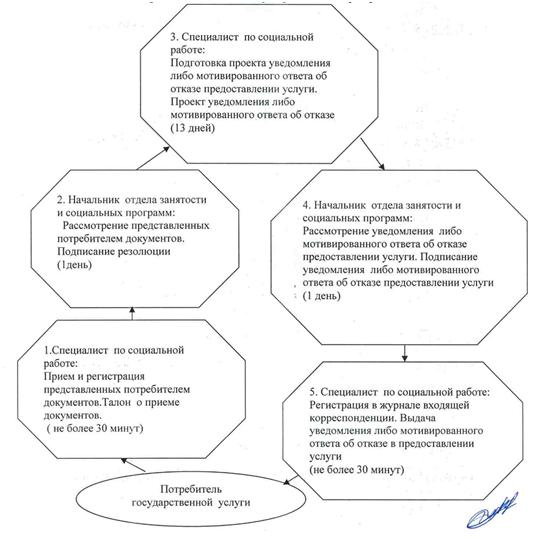 3. Специалист по социальной
работе:
Подготовка проекта уведомления
либо мотивированного ответа об
отказе предоставлении услуги.
Проект уведомления либо
мотивированного ответа об отказе
(13 дней)
2. Начальник отдела занятости
и социальных программ:
Рассмотрение представленных
потребителем документов.
Подписание резолюции
(1день)
4. Начальник отдела занятости и
социальных программ:
Рассмотрение уведомления либо
мотивированного ответа об отказе
предоставлении услуги. Подписание
уведомления либо мотивированного
ответа об отказе предоставлении услуги
(1 день)
1.Специалист по социальной
работе:
Прием и регистрация
представленных потребителем
документов.Талон о приеме
документов.
( не более 30 минут)
5. Специалист по социальной работе:
Регистрация в журнале входящей
корреспонденции. Выдача
уведомления либо мотивированного
ответа об отказе в предоставлении
услуги
(не более 30 минут)
Потребитель
государственной услуги